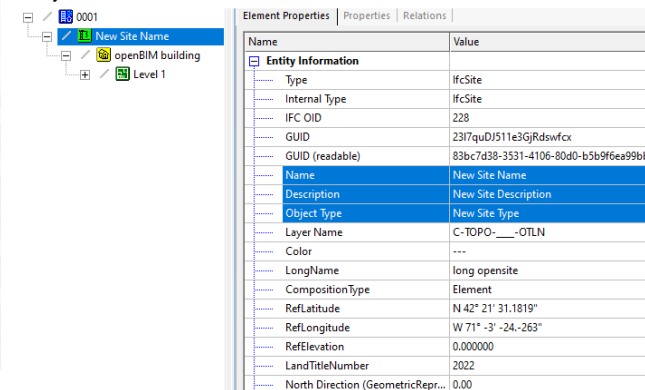 0001
New Site Name
openBIM building
Level 1
Element Properties Properties Relations
Name Value
Entity Information
Type IfcSite
Internal Type IfcSite
IFC OID 228
GUID 23I7quDJ511e3GjRdswfcx
GUID (readable) 83bc7d38-3531-4106-80d0-b5b9f6ea99bb
Name New Site Name
Description New Site Description
Object Type New Site Type
Layer Name C-TOPO-___-OTLN
Color ---
LongName long opensite
CompositionType Element
RefLatitude N 42° 21' 31.1819"
RefLongitude W 71° -3' -24.-263"
RefElevation 0.000000
LandTitleNumber 2022
North Direction (GeometricRepr... 0.00